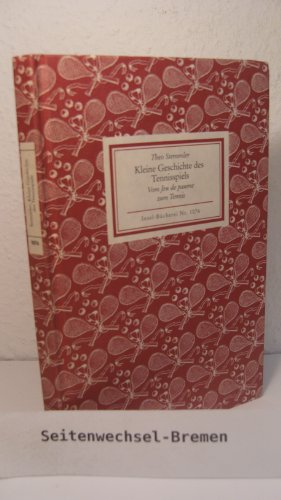 Theo Stemmler
Kleine Geschichte des
Tennisspiels
Vom Jeu de paume
zum Tennis
Insel-Bücherei Nr. 1076
Seitenwechsel-Bremen